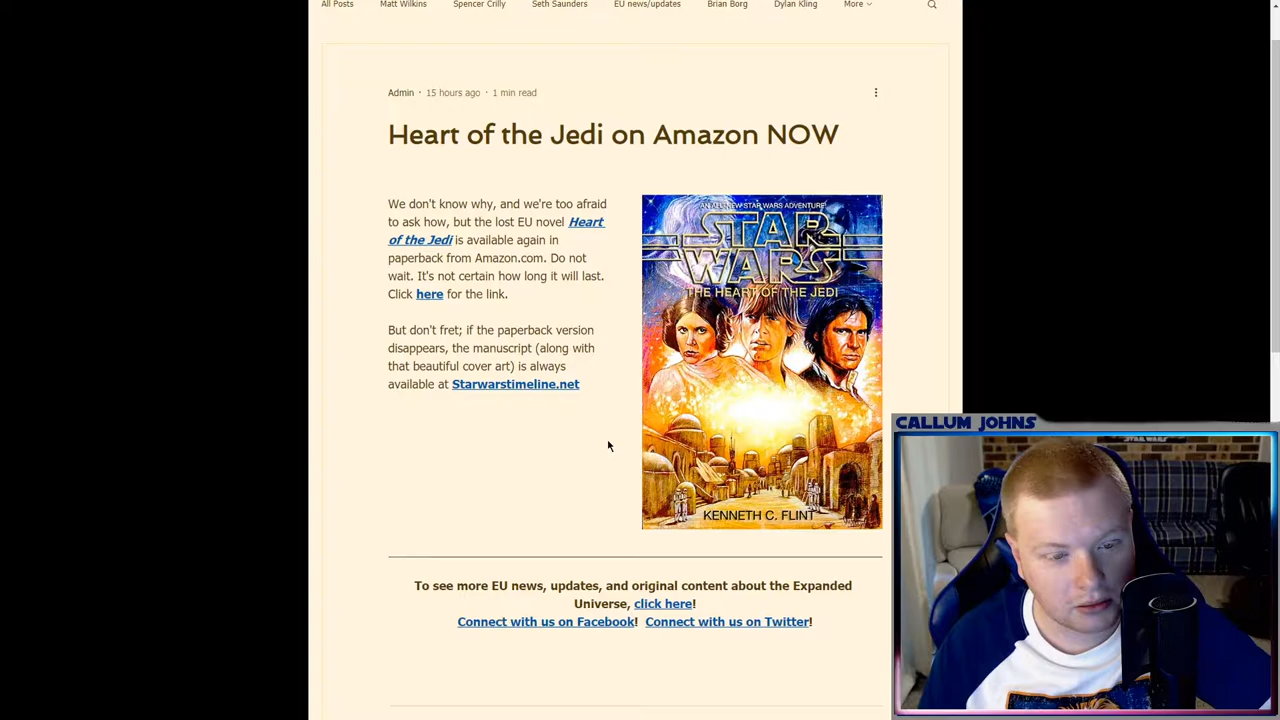 All Posts Matt Wilkins Spencer Crilly Seth Saunders EU news/updates Brian Borg Dylan Kling More
Admin · 15 hours ago · 1 min read
Heart of the Jedi on Amazon NOW
We don't know why, and we're too afraid
to ask how, but the lost EU novel Heart
of the Jedi is available again in
paperback from Amazon.com. Do not
wait. It's not certain how long it will last.
Click here for the link.
But don't fret; if the paperback version
disappears, the manuscript (along with
that beautiful cover art) is always
available at Starwarstimeline.net
AN ALL-NEW STAR WARS ADVENTURE!
STAR
WARS
THE HEART OF THE JEDI
KENNETH C. FLINT
To see more EU news, updates, and original content about the Expanded
Universe, click here!
Connect with us on Facebook! Connect with us on Twitter!
CALLUM JOHNS
STAR WARS